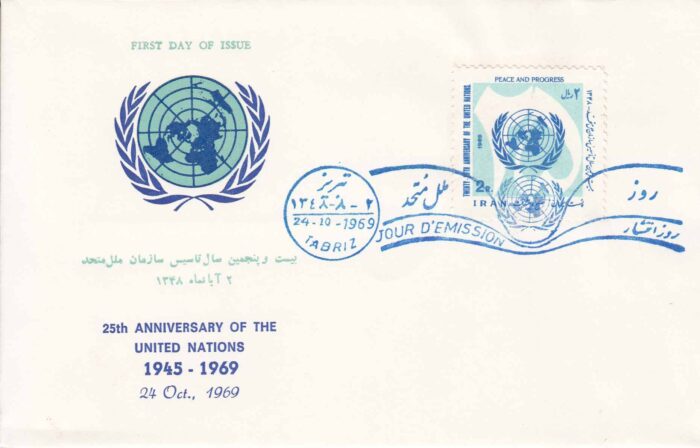 FIRST DAY OF ISSUE
بیست و پنجمین سال تاسیس سازمان ملل متحد
۲ آبانماه ۱۳۴۸
25th ANNIVERSARY OF THE
UNITED NATIONS
1945 - 1969
24 Oct., 1969
PEACE AND PROGRESS
TWENTY FIFTH ANNIVERSARY OF THE UNITED NATIONS
1969
۲ ریال
۱۳۴۸
2R.
IRAN
تبریز
۱۳٤۸-۸-۲
24-10-1969
TABRIZ
روز ملل متحد
روز انتشار
JOUR D'EMISSION